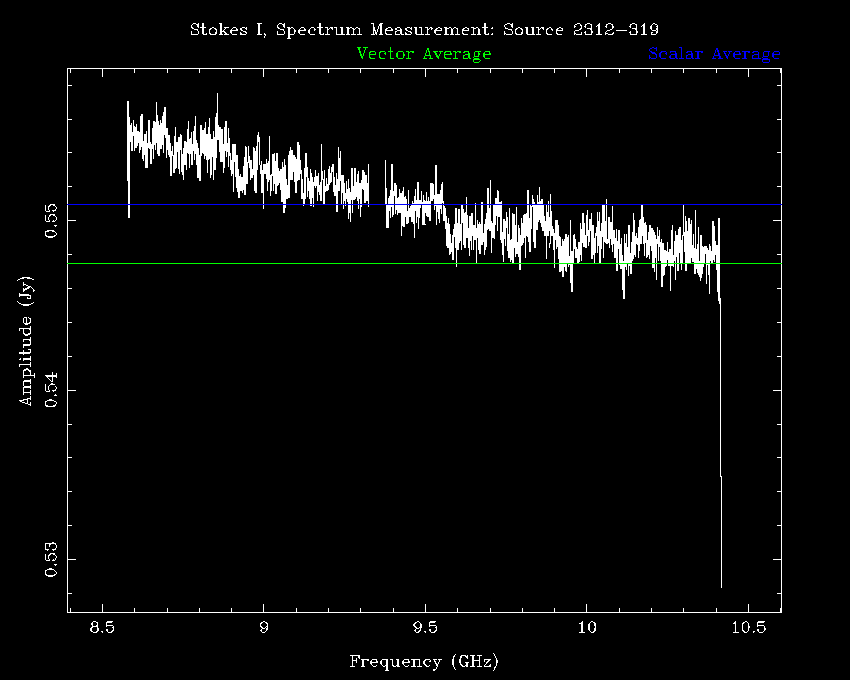 Stokes I, Spectrum Measurement: Source 2312-319
Vector Average Scalar Average
0.55
0.54
0.53
Amplitude (Jy)
8.5 9 9.5 10 10.5
Frequency (GHz)